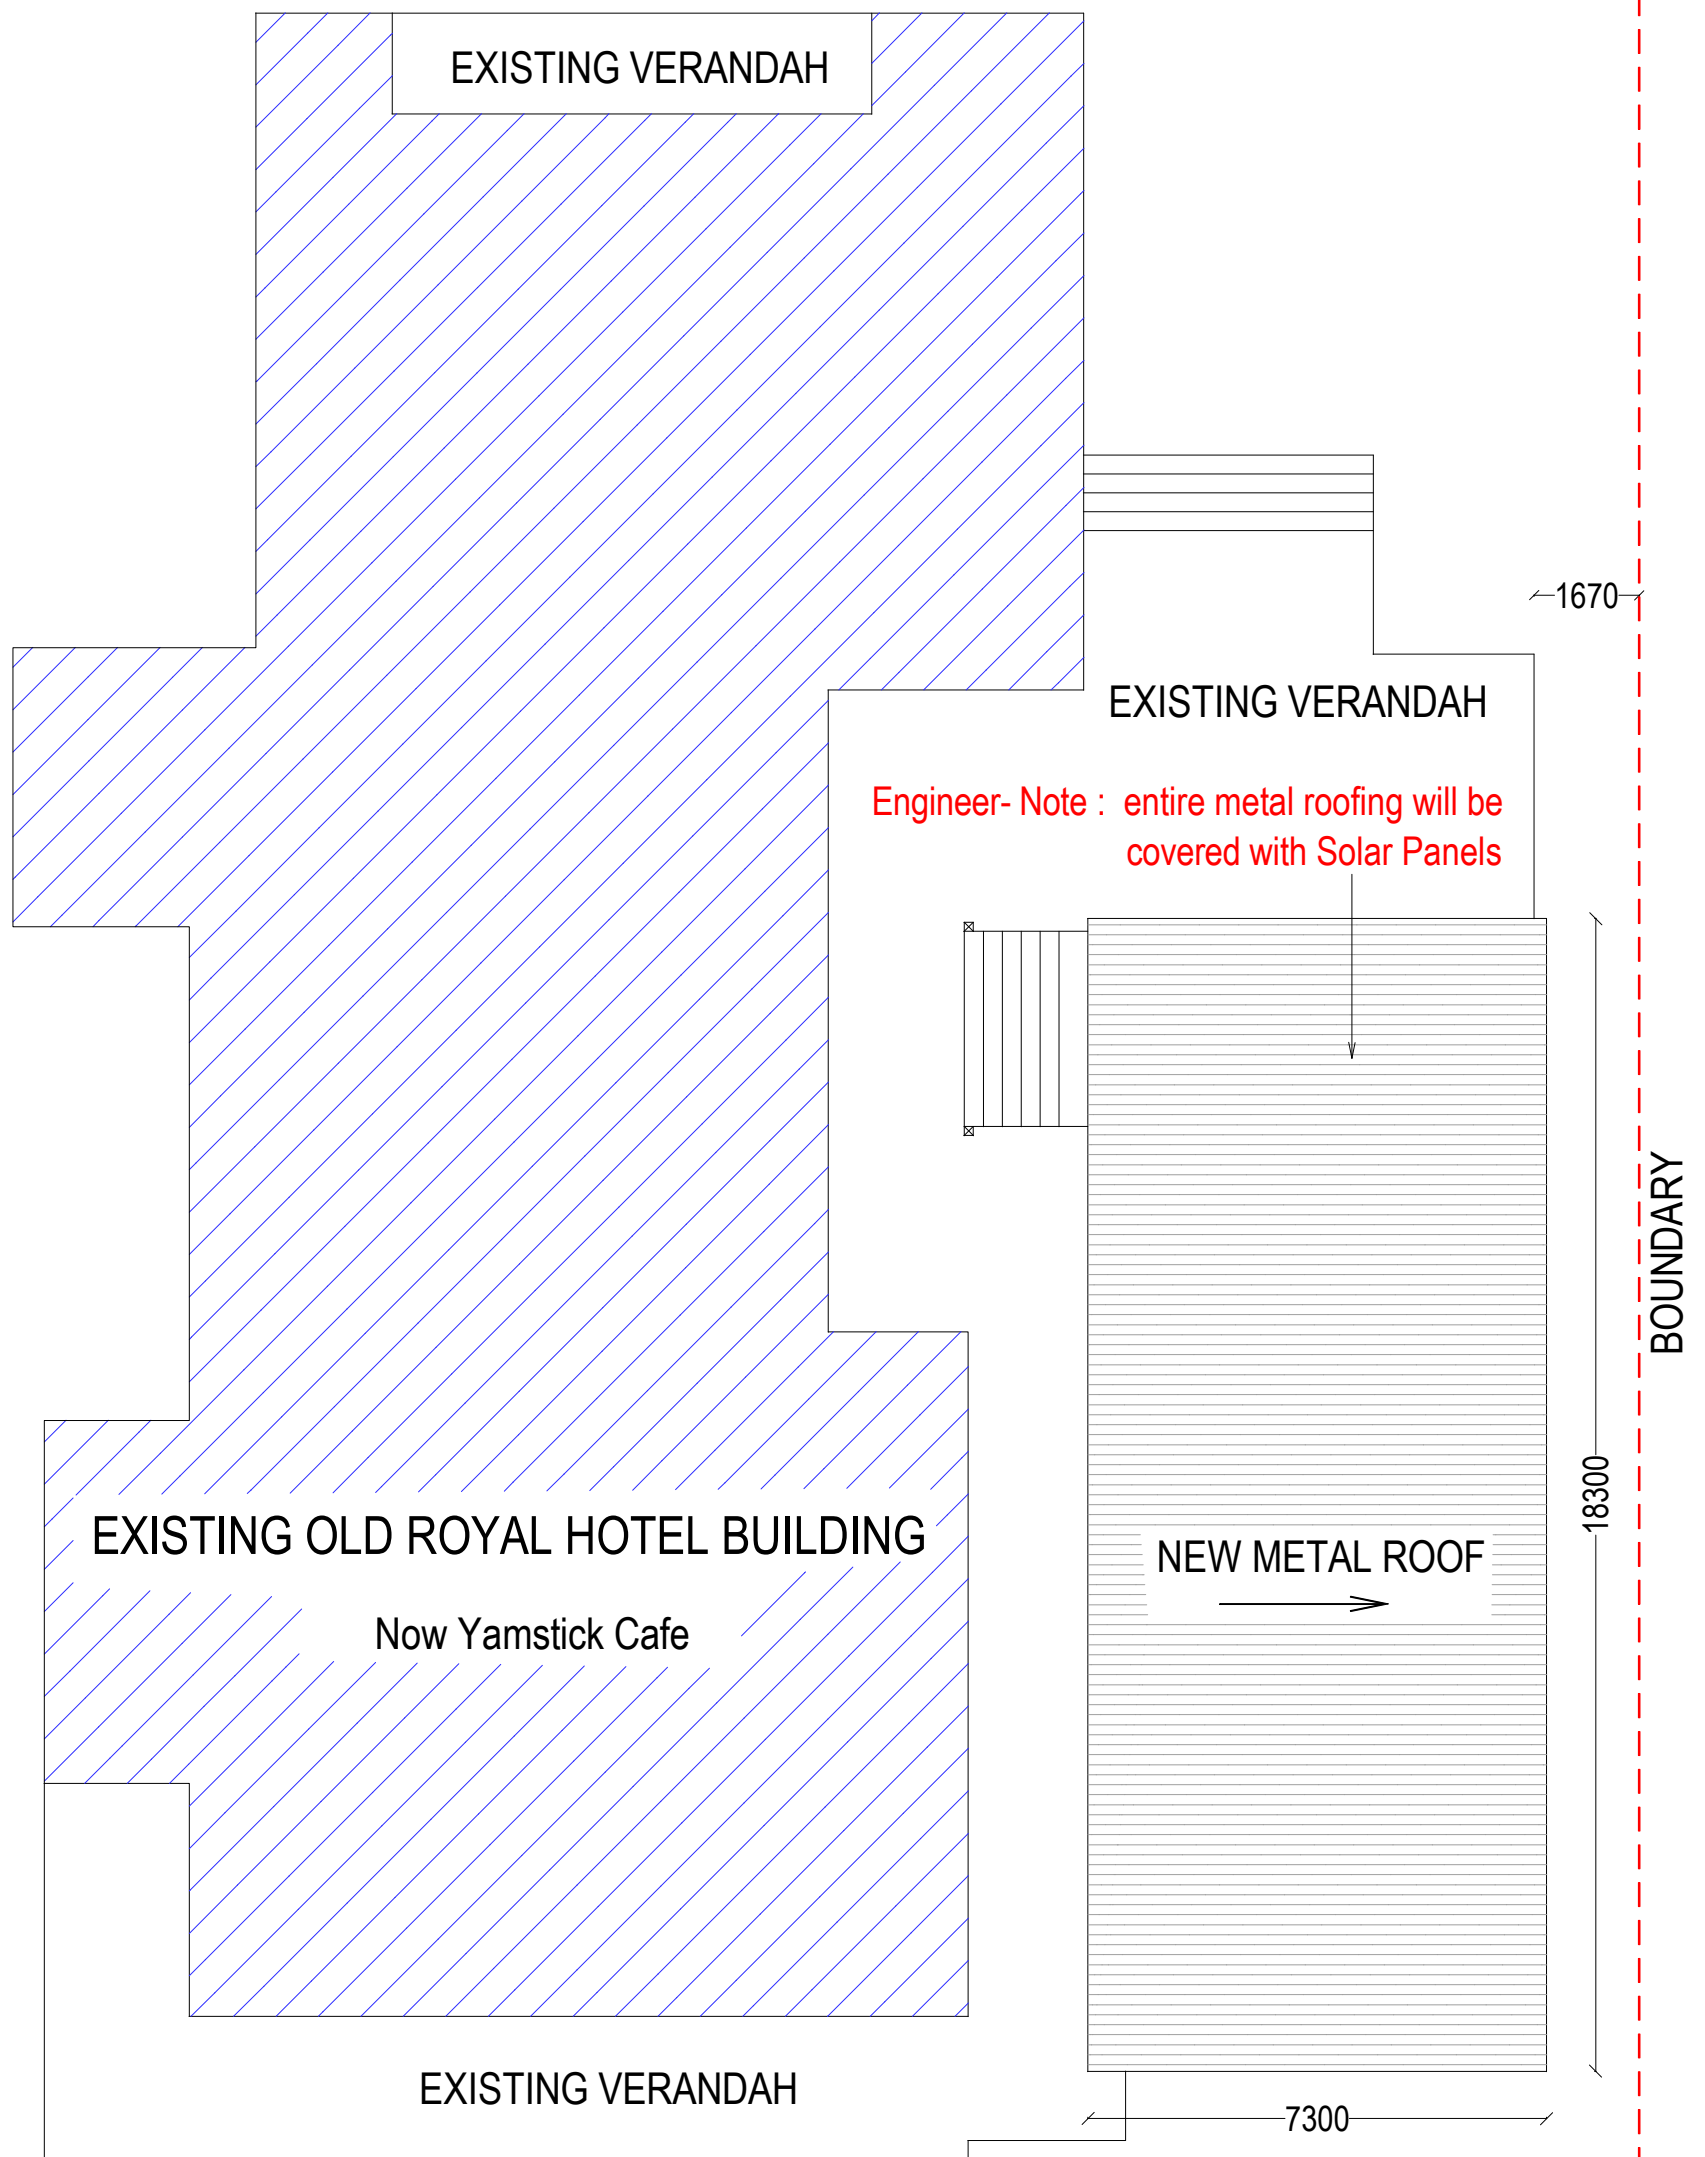 EXISTING VERANDAH
1670
EXISTING VERANDAH
Engineer- Note : entire metal roofing will be
covered with Solar Panels
BOUNDARY
18300
EXISTING OLD ROYAL HOTEL BUILDING
NEW METAL ROOF
Now Yamstick Cafe
EXISTING VERANDAH
7300